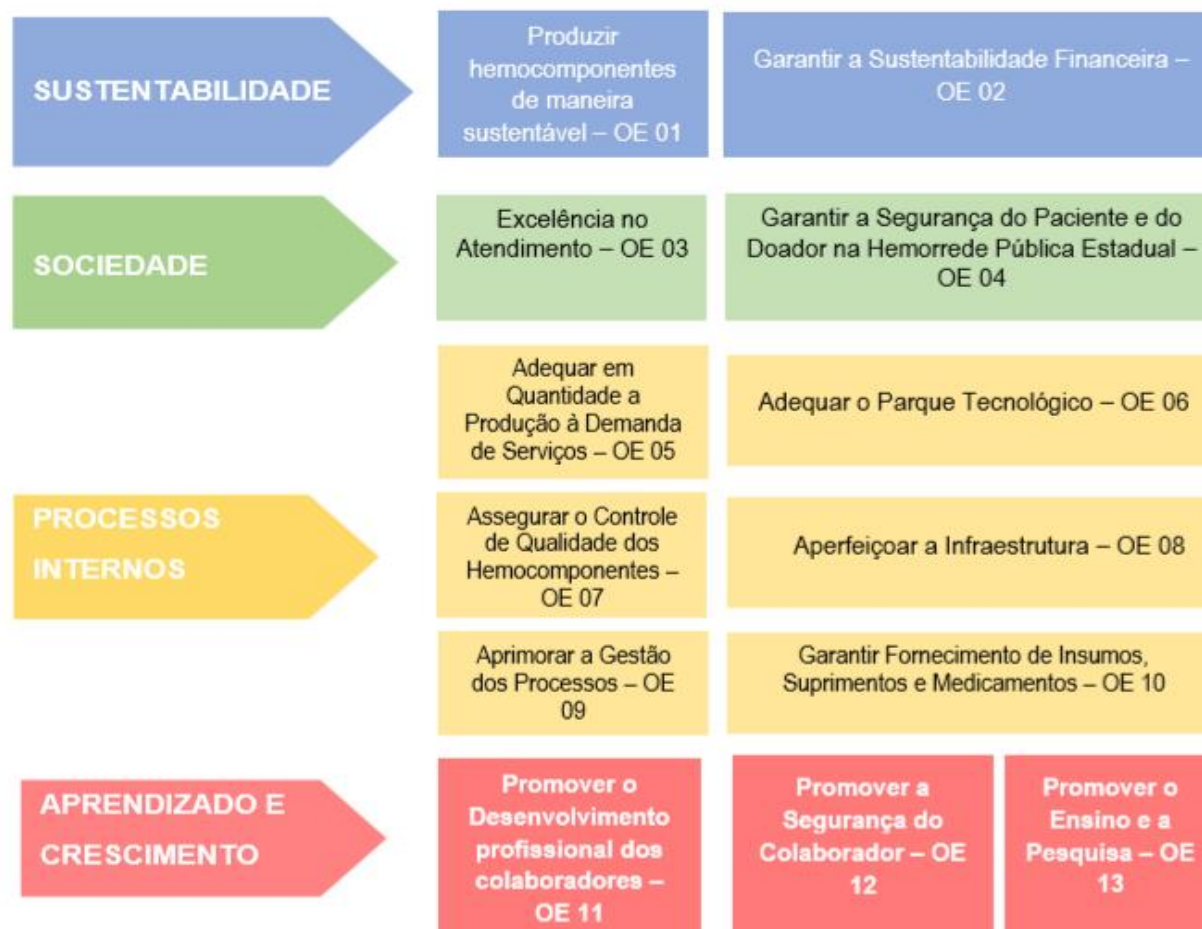 SUSTENTABILIDADE
Produzir
hemocomponentes
de maneira
sustentável – OE 01
Garantir a Sustentabilidade Financeira –
OE 02
SOCIEDADE
Excelência no
Atendimento – OE 03
Garantir a Segurança do Paciente e do
Doador na Hemorrede Pública Estadual –
OE 04
Adequar em
Quantidade a
Produção à Demanda
de Serviços – OE 05
Adequar o Parque Tecnológico – OE 06
PROCESSOS
INTERNOS
Assegurar o Controle
de Qualidade dos
Hemocomponentes –
OE 07
Aperfeiçoar a Infraestrutura – OE 08
Aprimorar a Gestão
dos Processos – OE
09
Garantir Fornecimento de Insumos,
Suprimentos e Medicamentos – OE 10
APRENDIZADO E
CRESCIMENTO
Promover o
Desenvolvimento
profissional dos
colaboradores –
OE 11
Promover a
Segurança do
Colaborador – OE
12
Promover o
Ensino e a
Pesquisa – OE
13